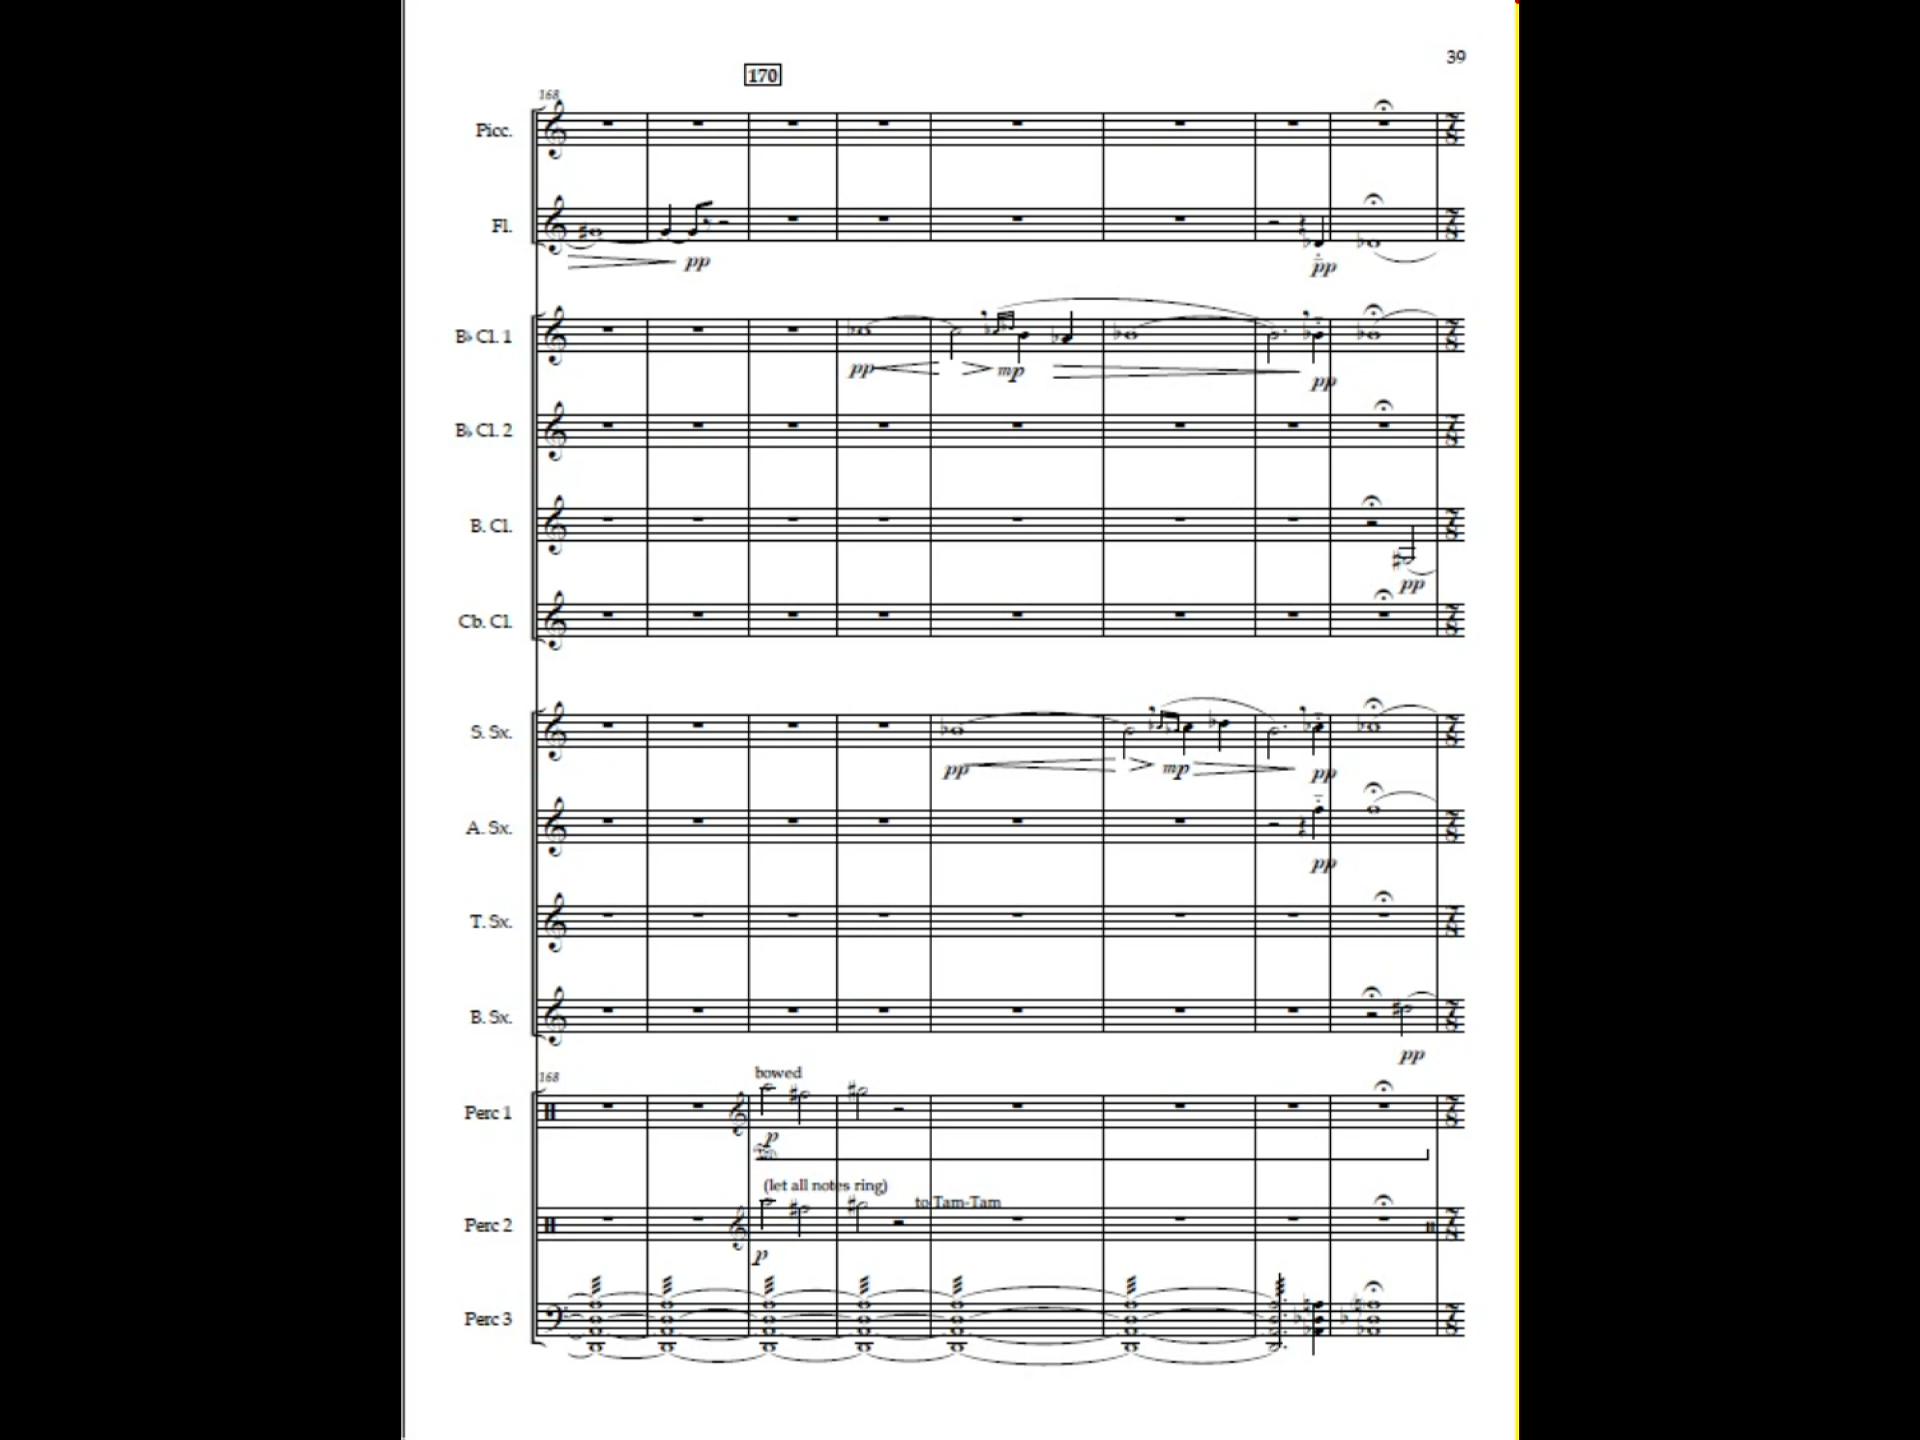 39
170
168
Picc.
Fl.
pp
pp
B♭ Cl. 1
pp
mp
pp
B♭ Cl. 2
B. Cl.
pp
Cb. Cl.
S. Sx.
pp
mp
pp
A. Sx.
pp
T. Sx.
B. Sx.
pp
168
bowed
Perc 1
p
(let all notes ring)
to Tam-Tam
Perc 2
p
Perc 3